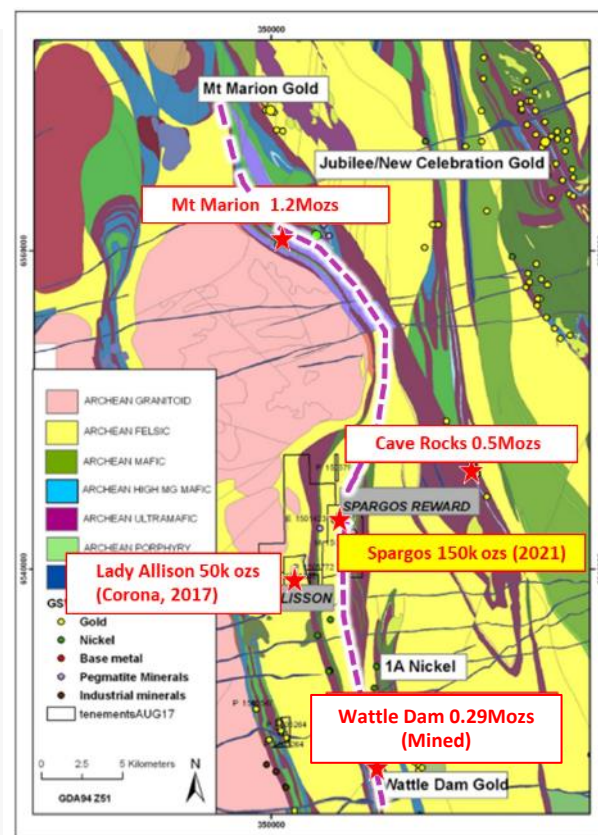 350000
Mt Marion Gold
Jubilee/New Celebration Gold
Mt Marion 1.2Mozs
6560000
ARCHEAN GRANITOID
ARCHEAN FELSIC
ARCHEAN MAFIC
ARCHEAN HIGH MG MAFIC
ARCHEAN ULTRAMAFIC
ARCHEAN PORPHYRY
Cave Rocks 0.5Mozs
SPARGOS REWARD
Spargos 150k ozs (2021)
6540000
Lady Allison 50k ozs
(Corona, 2017)
LISSON
Gold
Nickel
Base metal
Pegmatite Minerals
Industrial minerals
tenementsAUG17
1A Nickel
0 2.5 5 Kilometers
N
GDA94 Z51
Wattle Dam 0.29Mozs
(Mined)
Wattle Dam Gold
350000